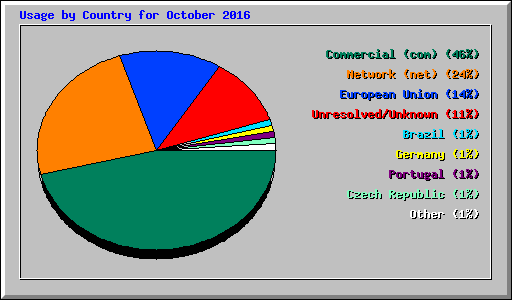 Usage by Country for October 2016
Commercial (com) (46%)
Network (net) (24%)
European Union (14%)
Unresolved/Unknown (11%)
Brazil (1%)
Germany (1%)
Portugal (1%)
Czech Republic (1%)
Other (1%)